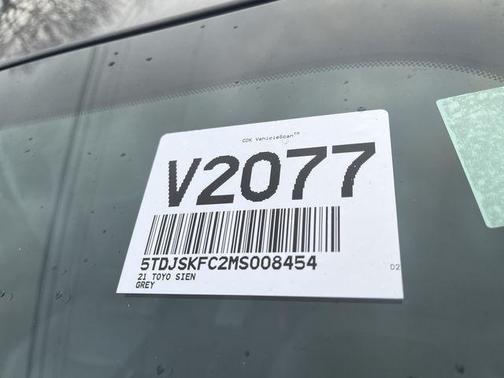 CDK VehicleScan™
V2077
5TDJSKFC2MS008454
21 TOYO SIEN
GREY
D2